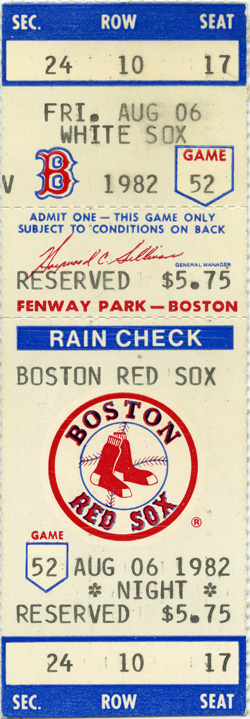 SEC. ROW SEAT
24 10 17
FRI. AUG 06
WHITE SOX
GAME
V B 1982 52
ADMIT ONE — THIS GAME ONLY
SUBJECT TO CONDITIONS ON BACK
Haywood C. Sullivan
GENERAL MANAGER
RESERVED $5.75
FENWAY PARK — BOSTON
RAIN CHECK
BOSTON RED SOX
BOSTON
RED SOX
®
GAME
52 AUG 06 1982
* NIGHT *
RESERVED $5.75
24 10 17
SEC. ROW SEAT